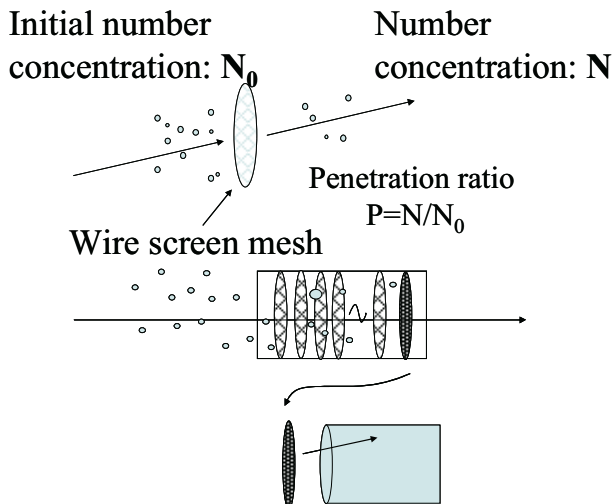 Initial number
concentration: N₀
Number
concentration: N
Penetration ratio
P=N/N₀
Wire screen mesh